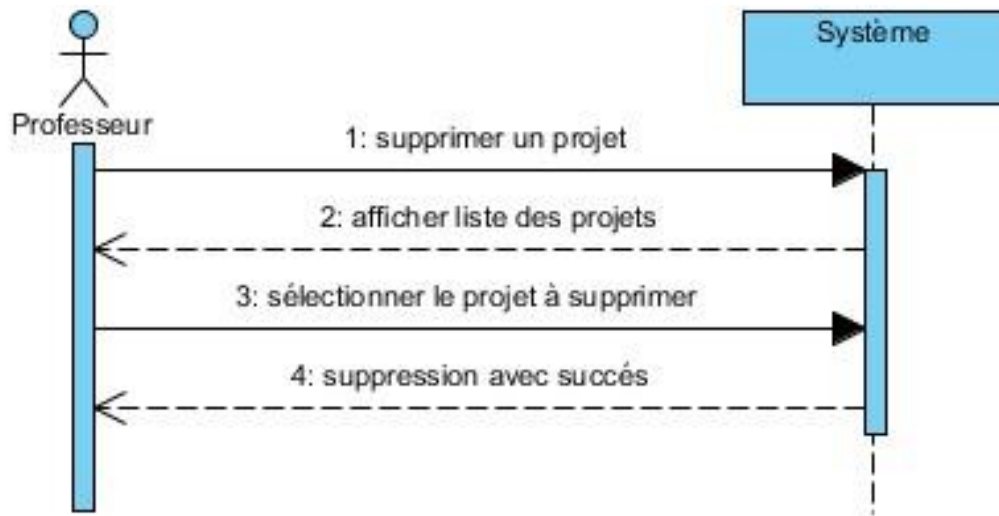 Système
Professeur
1: supprimer un projet
2: afficher liste des projets
3: sélectionner le projet à supprimer
4: suppression avec succés